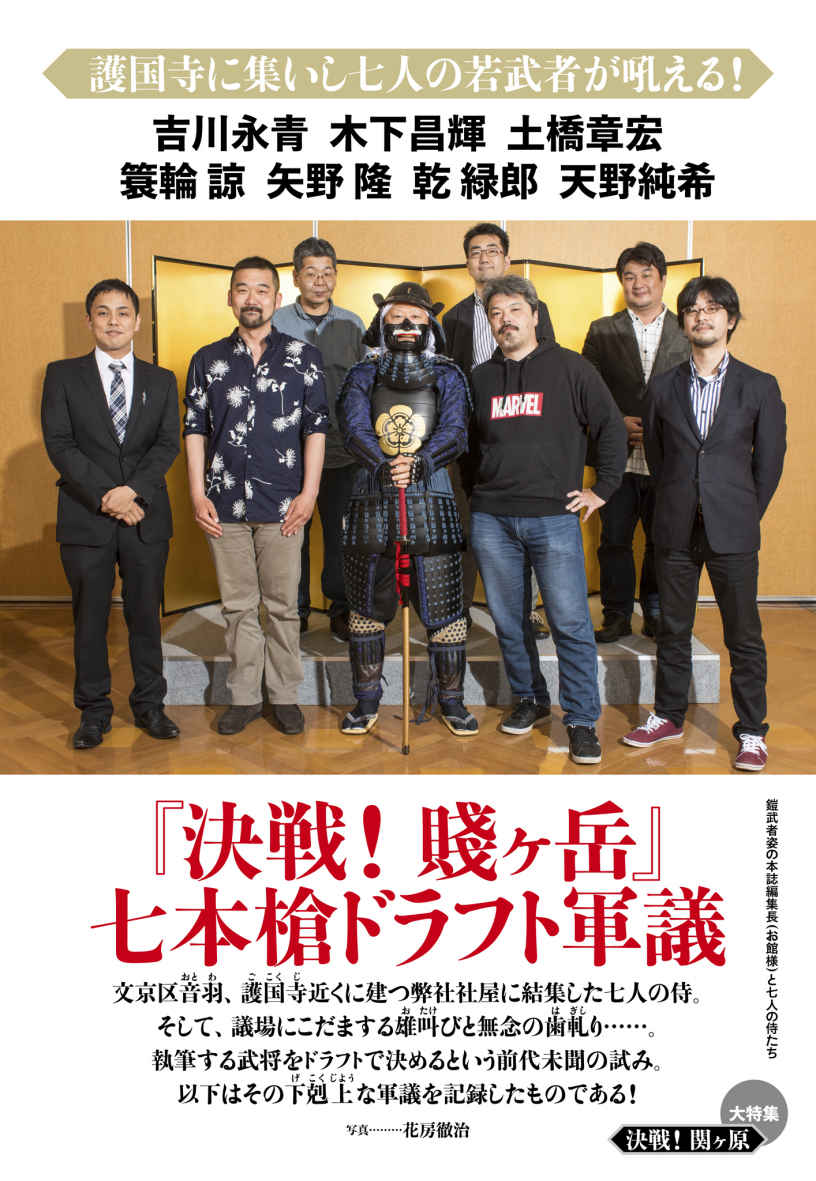 護国寺に集いし七人の若武者が吼える！
吉川永青 木下昌輝 土橋章宏
簑輪 諒 矢野 隆 乾 緑郎 天野純希
MARVEL
『決戦！ 賤ヶ岳』
七本槍ドラフト軍議
鎧武者姿の本誌編集長（お館様）と七人の侍たち
文京区音羽、護国寺近くに建つ弊社社屋に結集した七人の侍。
そして、議場にこだまする雄叫びと無念の歯軋り……。
執筆する武将をドラフトで決めるという前代未聞の試み。
以下はその下剋上な軍議を記録したものである！
写真………花房徹治
大特集
決戦！ 関ヶ原